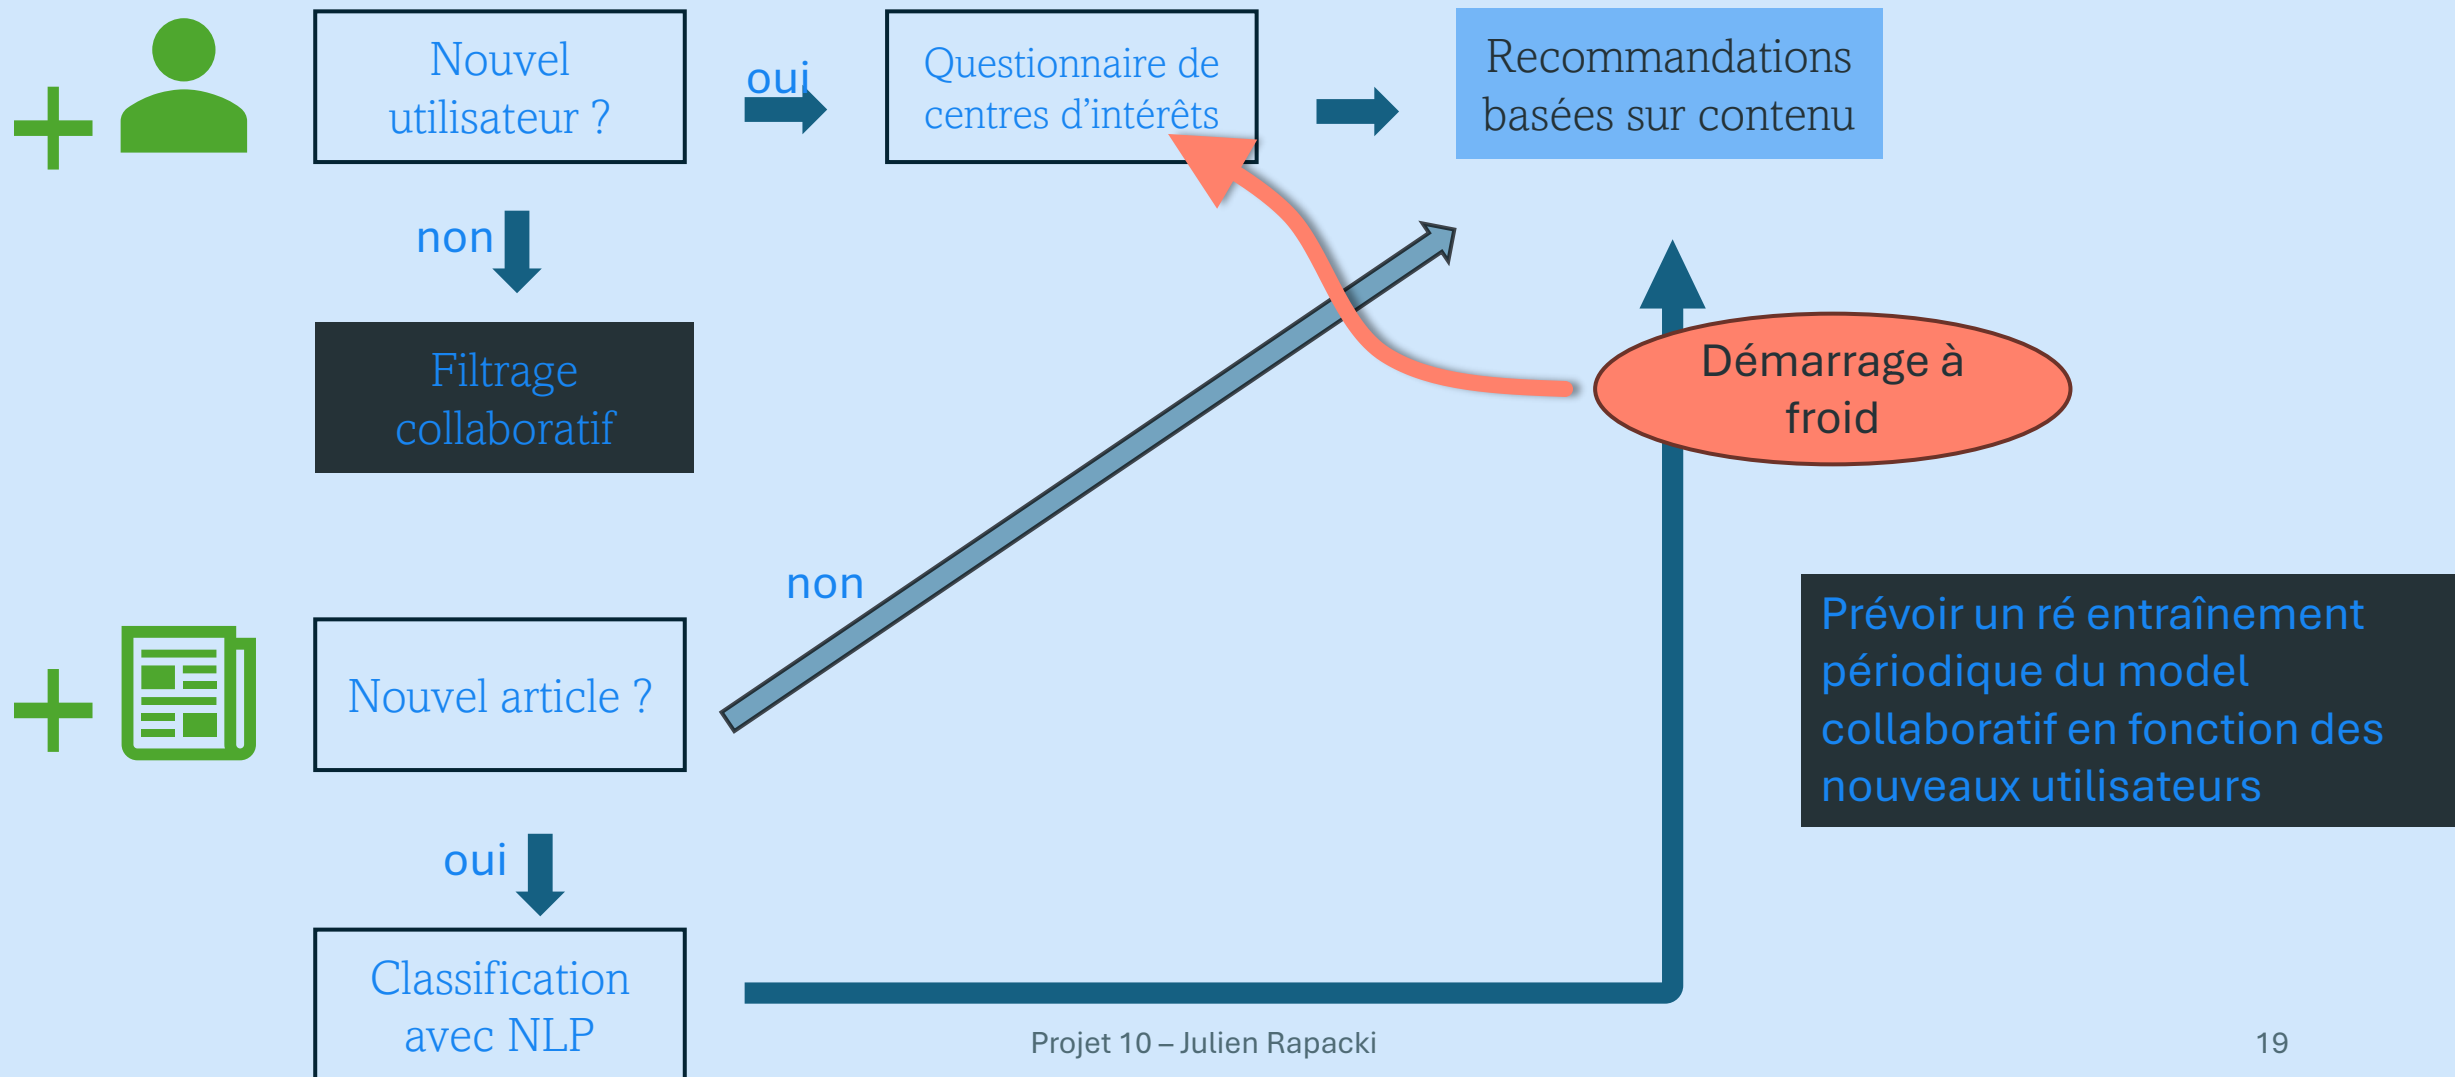 Nouvel
utilisateur ?
oui
Questionnaire de
centres d’intérêts
Recommandations
basées sur contenu
non
Filtrage
collaboratif
Démarrage à
froid
non
Nouvel article ?
Prévoir un ré entraînement
périodique du model
collaboratif en fonction des
nouveaux utilisateurs
oui
Classification
avec NLP
Projet 10 – Julien Rapacki
19